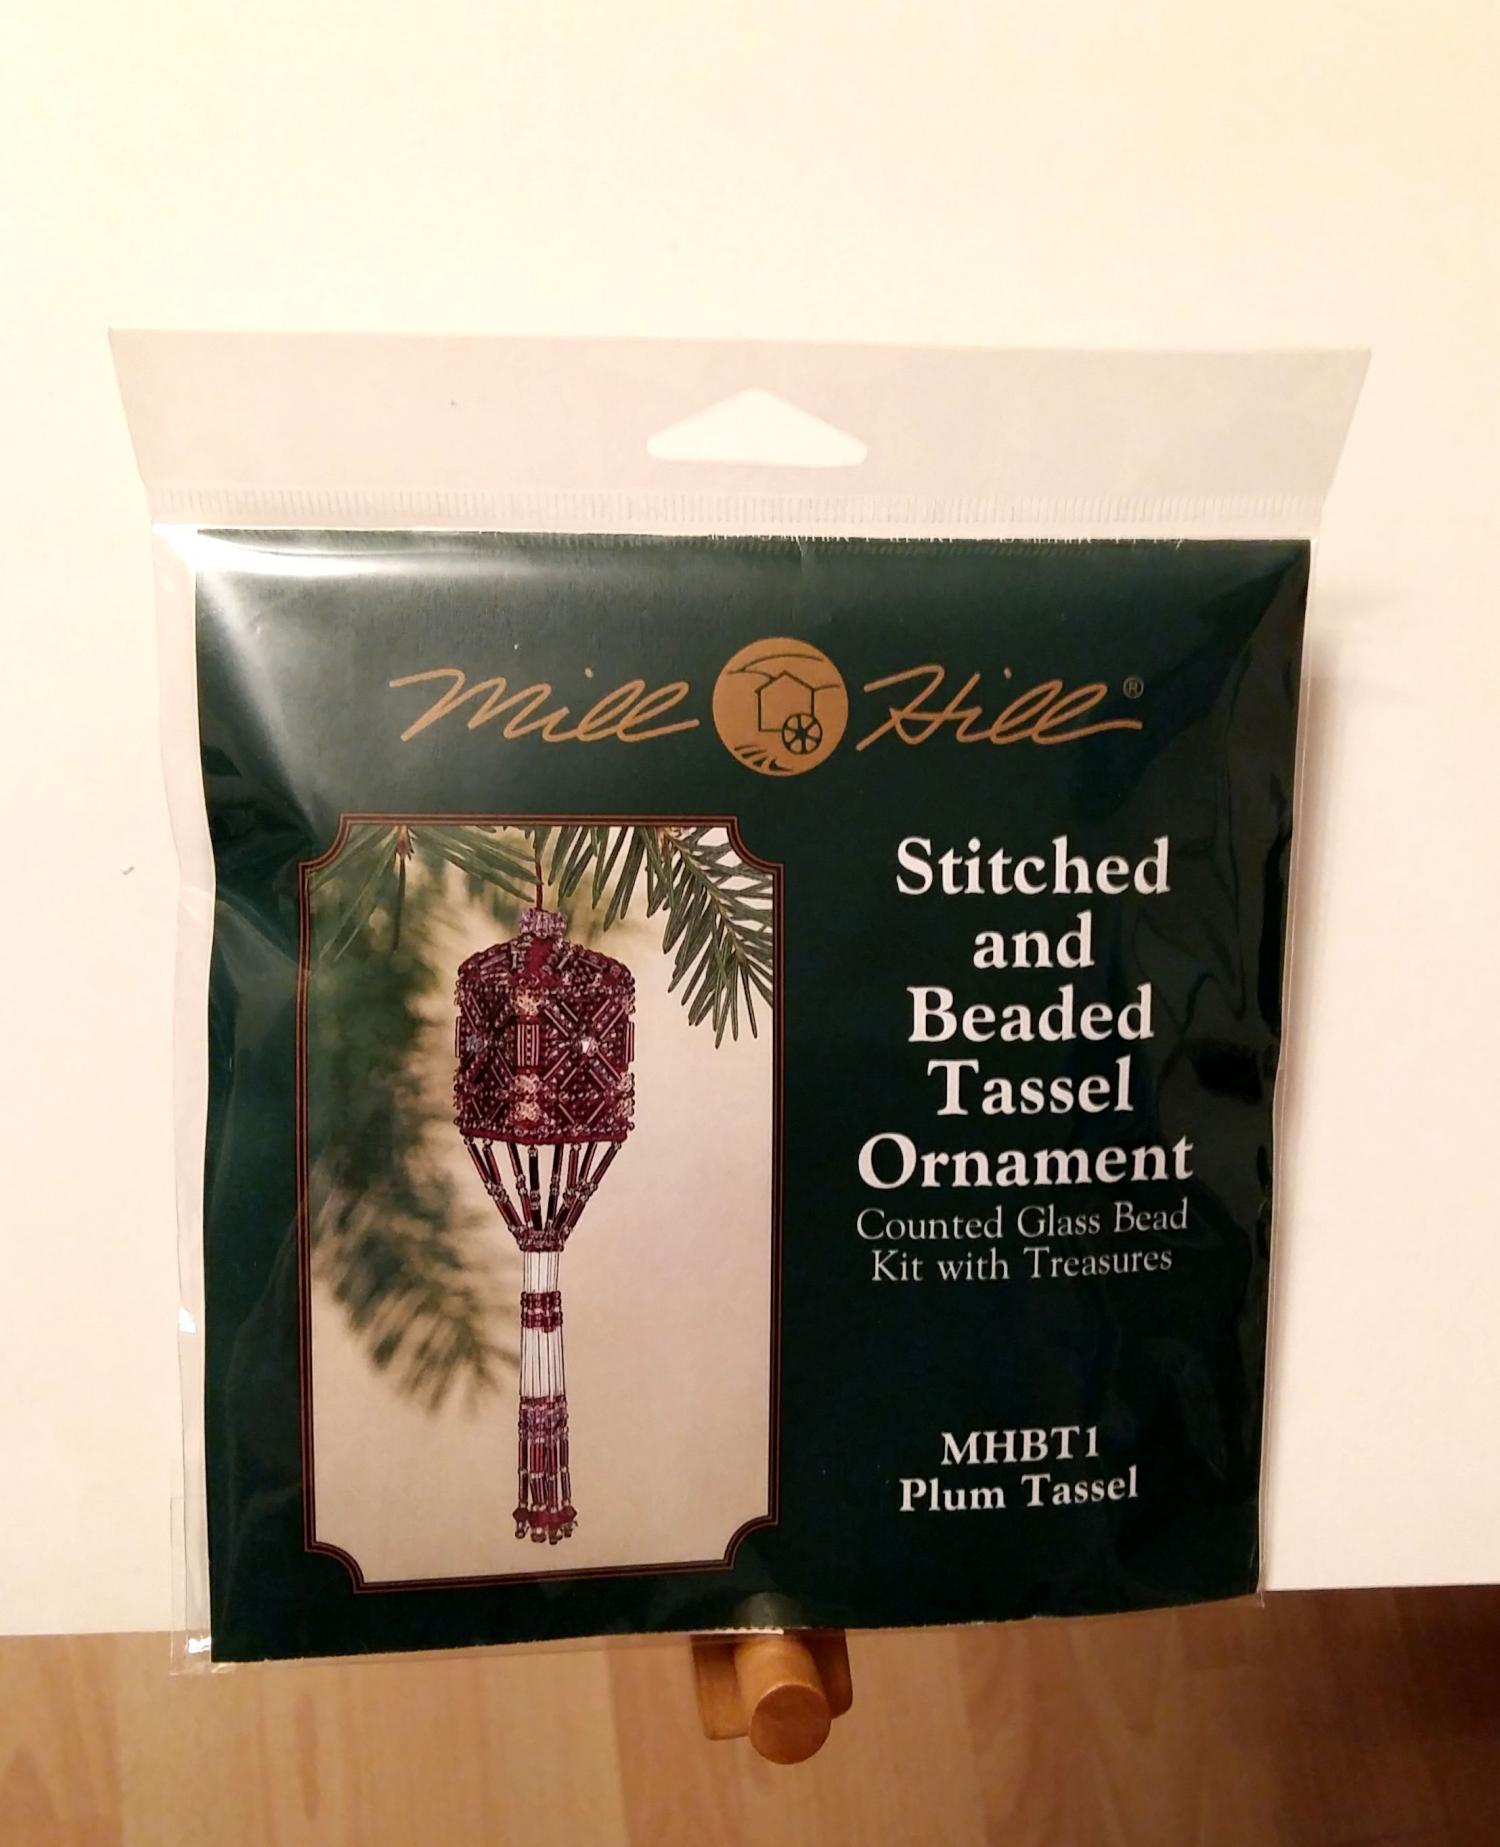 Mill Hill®
Stitched
and
Beaded
Tassel
Ornament
Counted Glass Bead
Kit with Treasures
MHBT1
Plum Tassel